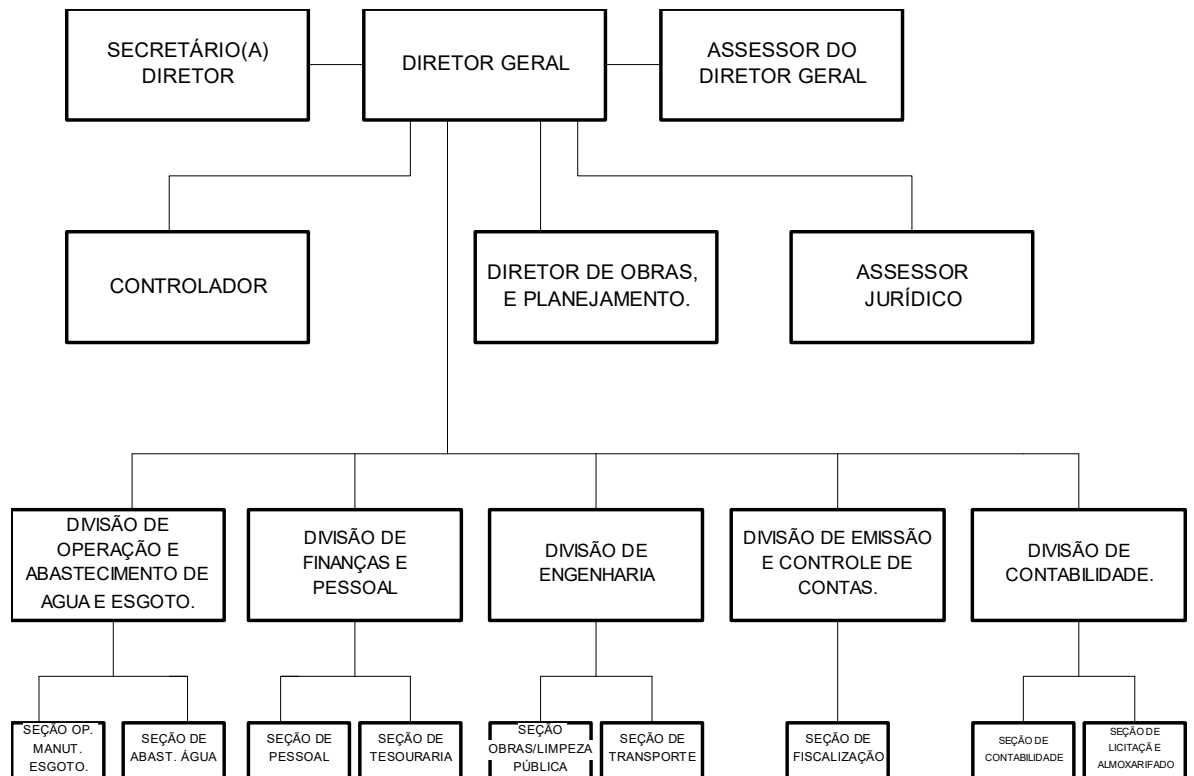 SECRETÁRIO(A)
DIRETOR
DIRETOR GERAL
ASSESSOR DO
DIRETOR GERAL
CONTROLADOR
DIRETOR DE OBRAS,
E PLANEJAMENTO.
ASSESSOR
JURÍDICO
DIVISÃO DE
OPERAÇÃO E
ABASTECIMENTO DE
AGUA E ESGOTO.
DIVISÃO DE
FINANÇAS E
PESSOAL
DIVISÃO DE
ENGENHARIA
DIVISÃO DE EMISSÃO
E CONTROLE DE
CONTAS.
DIVISÃO DE
CONTABILIDADE.
SEÇÃO OP.
MANUT.
ESGOTO.
SEÇÃO DE
ABAST. ÁGUA
SEÇÃO DE
PESSOAL
SEÇÃO DE
TESOURARIA
SEÇÃO
OBRAS/LIMPEZA
PÚBLICA
SEÇÃO DE
TRANSPORTE
SEÇÃO DE
FISCALIZAÇÃO
SEÇÃO DE
CONTABILIDADE
SEÇÃO DE
LICITAÇÃ E
ALMOXARIFADO